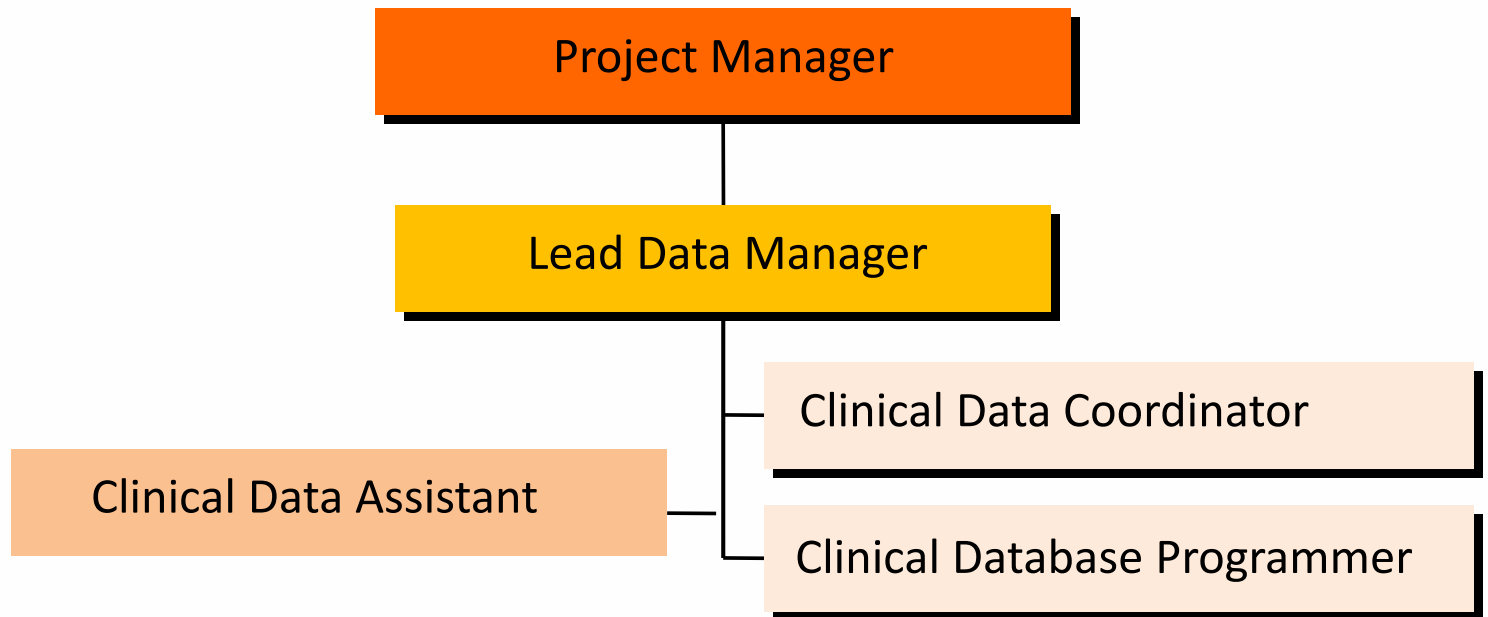 Project Manager
Lead Data Manager
Clinical Data Coordinator
Clinical Data Assistant
Clinical Database Programmer